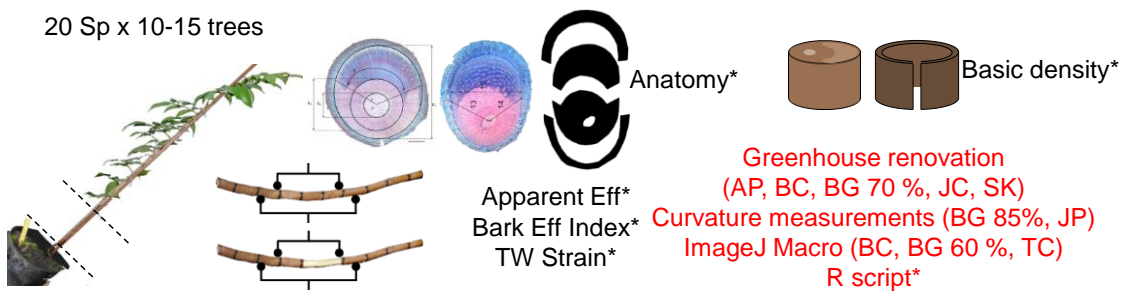 20 Sp x 10-15 trees
Anatomy*
Basic density*
Apparent Eff*
Bark Eff Index*
TW Strain*
Greenhouse renovation
(AP, BC, BG 70 %, JC, SK)
Curvature measurements (BG 85%, JP)
ImageJ Macro (BC, BG 60 %, TC)
R script*